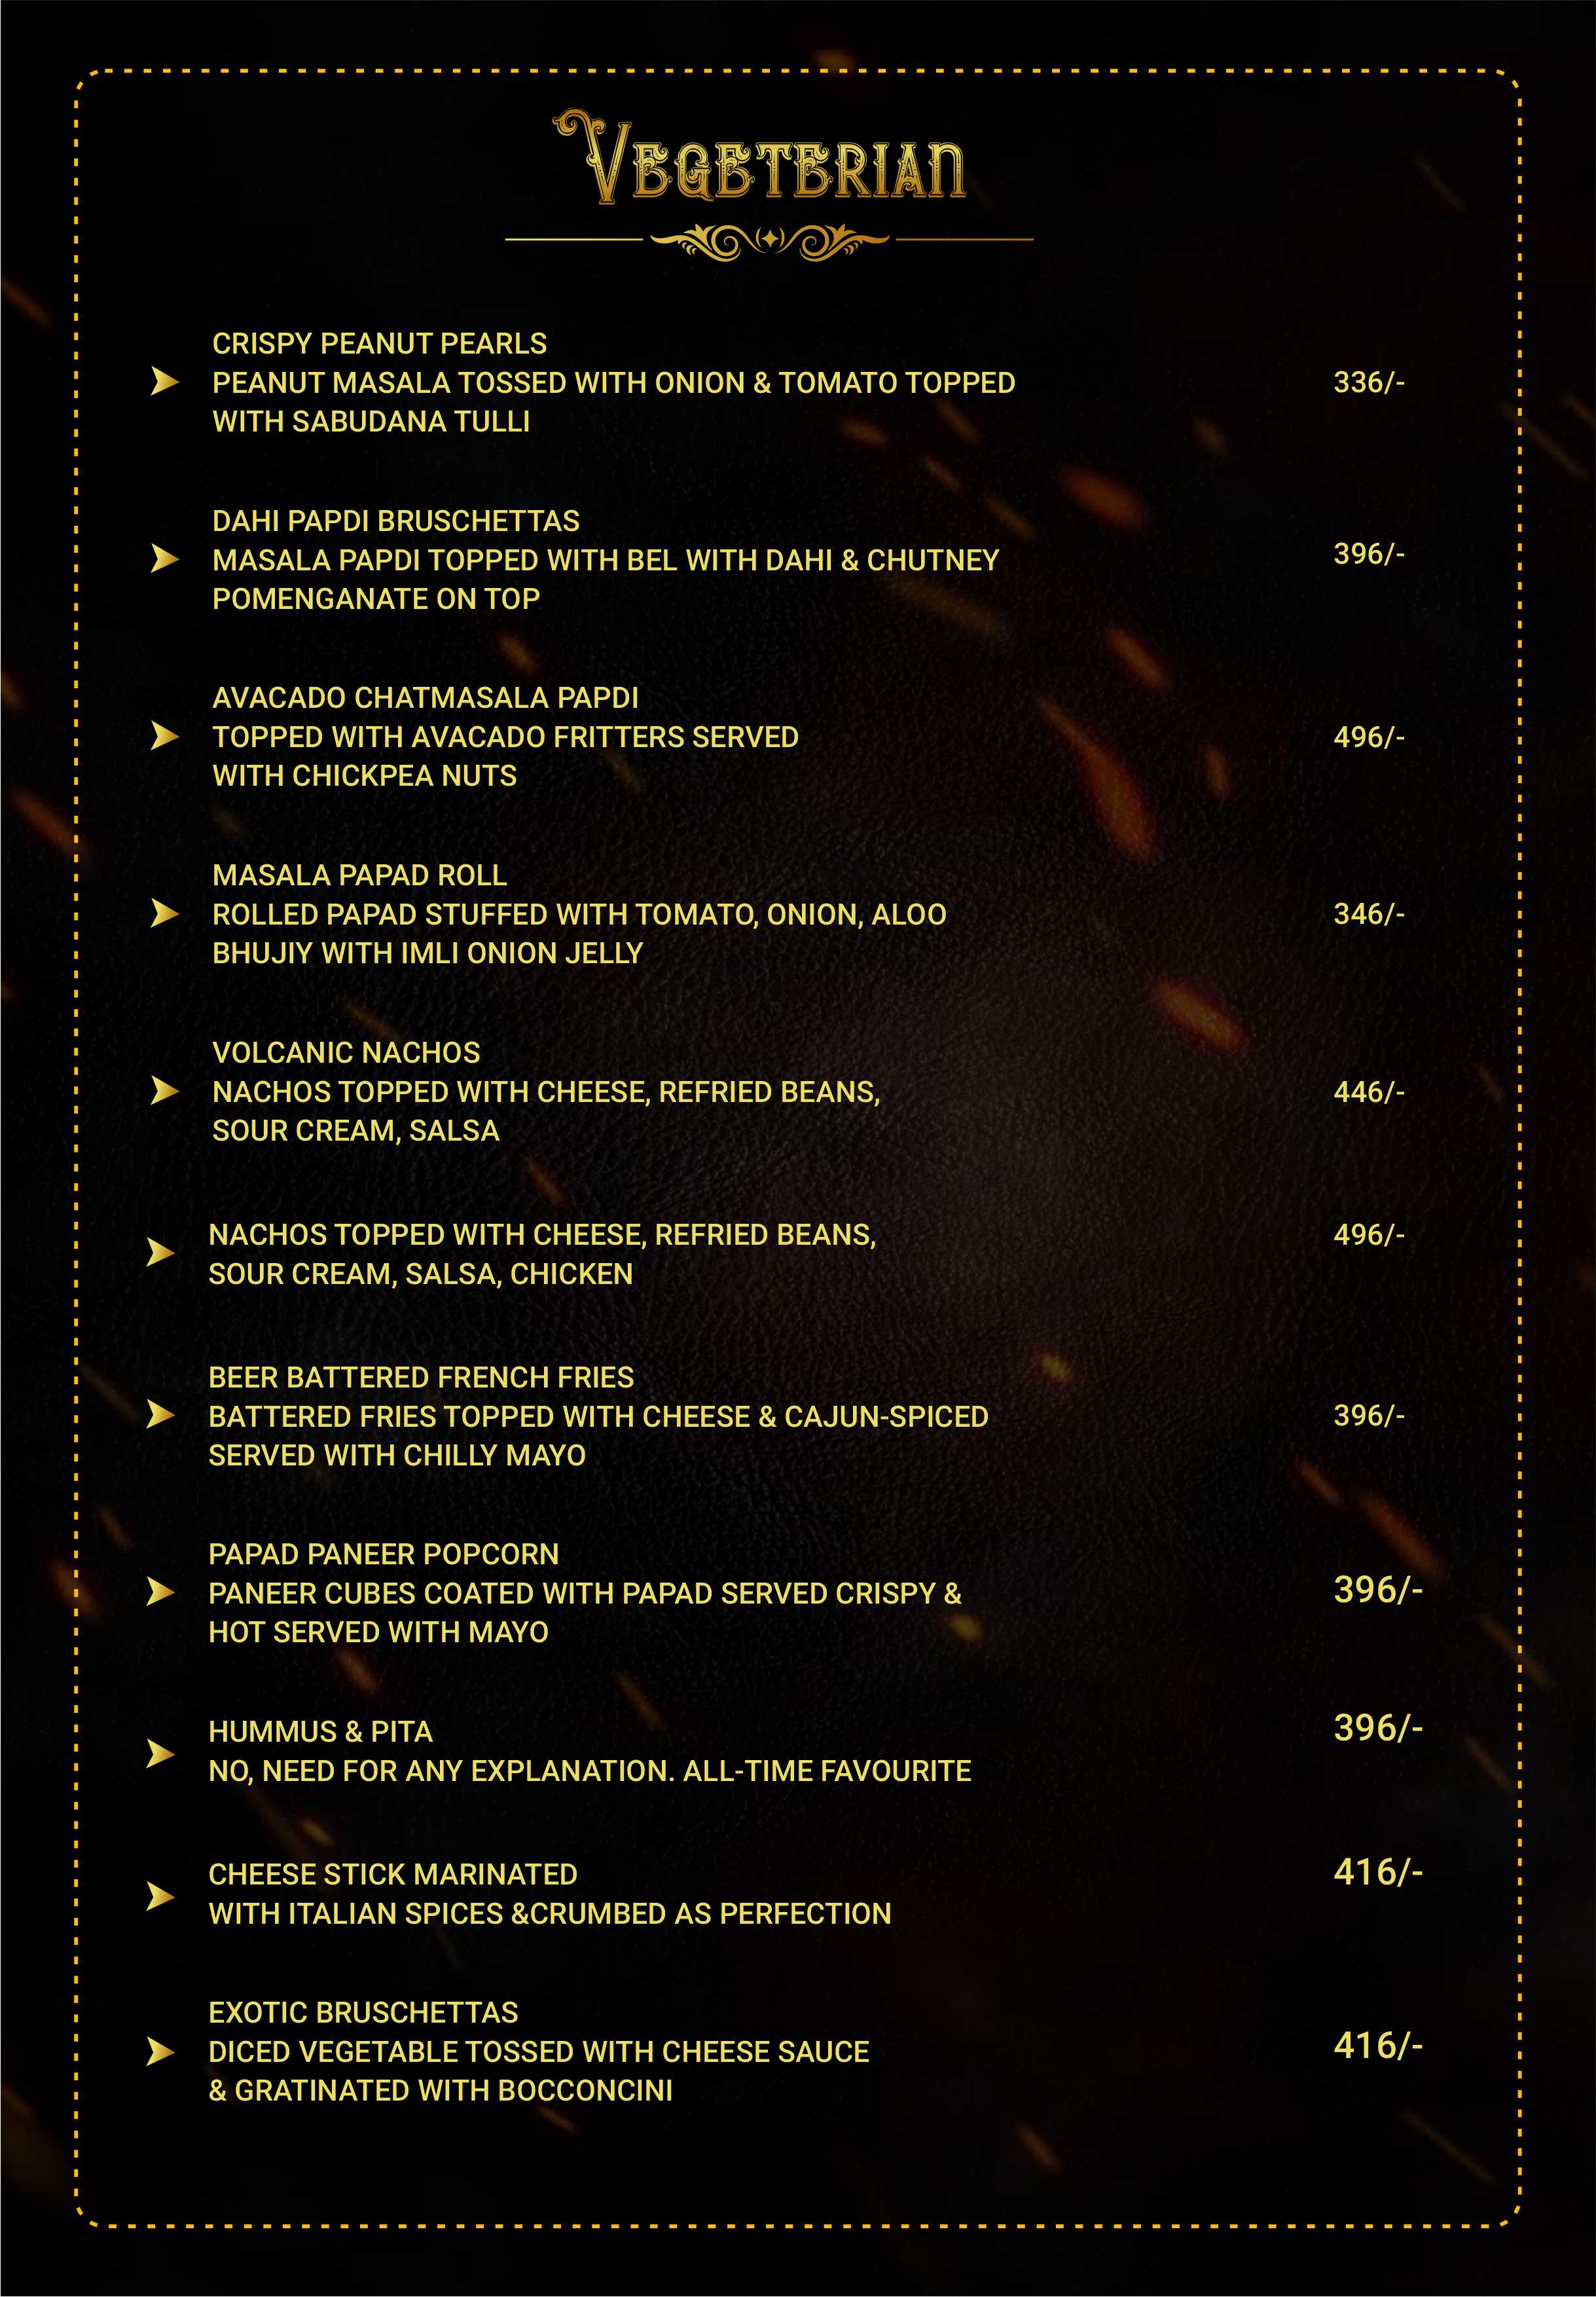 VEGETERIAN
CRISPY PEANUT PEARLS
PEANUT MASALA TOSSED WITH ONION & TOMATO TOPPED 336/-
WITH SABUDANA TULLI
DAHI PAPDI BRUSCHETTAS
MASALA PAPDI TOPPED WITH BEL WITH DAHI & CHUTNEY 396/-
POMENGANATE ON TOP
AVACADO CHATMASALA PAPDI
TOPPED WITH AVACADO FRITTERS SERVED 496/-
WITH CHICKPEA NUTS
MASALA PAPAD ROLL
ROLLED PAPAD STUFFED WITH TOMATO, ONION, ALOO 346/-
BHUJIY WITH IMLI ONION JELLY
VOLCANIC NACHOS
NACHOS TOPPED WITH CHEESE, REFRIED BEANS, 446/-
SOUR CREAM, SALSA
NACHOS TOPPED WITH CHEESE, REFRIED BEANS, 496/-
SOUR CREAM, SALSA, CHICKEN
BEER BATTERED FRENCH FRIES
BATTERED FRIES TOPPED WITH CHEESE & CAJUN-SPICED 396/-
SERVED WITH CHILLY MAYO
PAPAD PANEER POPCORN
PANEER CUBES COATED WITH PAPAD SERVED CRISPY & 396/-
HOT SERVED WITH MAYO
HUMMUS & PITA 396/-
NO, NEED FOR ANY EXPLANATION. ALL-TIME FAVOURITE
CHEESE STICK MARINATED 416/-
WITH ITALIAN SPICES &CRUMBED AS PERFECTION
EXOTIC BRUSCHETTAS
DICED VEGETABLE TOSSED WITH CHEESE SAUCE 416/-
& GRATINATED WITH BOCCONCINI